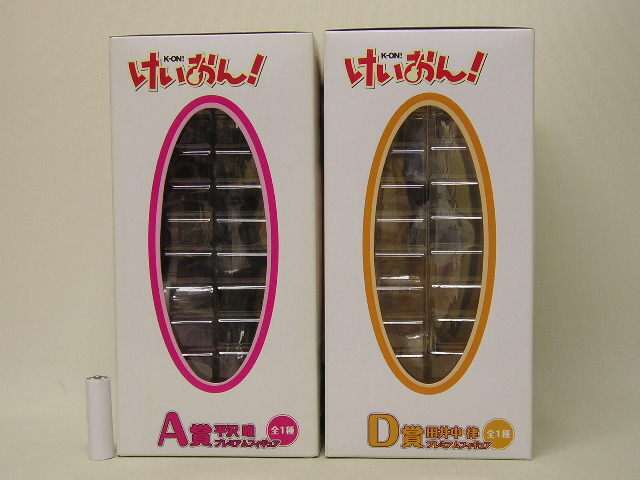 K-ON!
けいおん!
A賞 平沢 唯
プレミアムフィギュア
全1種
K-ON!
けいおん!
D賞 田井中 律
プレミアムフィギュア
全1種